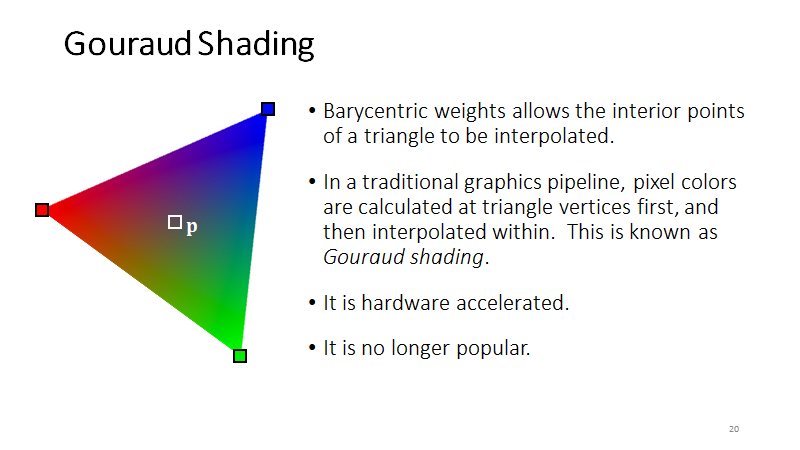 Gouraud Shading
• Barycentric weights allows the interior points
of a triangle to be interpolated.
• In a traditional graphics pipeline, pixel colors
are calculated at triangle vertices first, and
then interpolated within. This is known as
Gouraud shading.
• It is hardware accelerated.
• It is no longer popular.
p
20